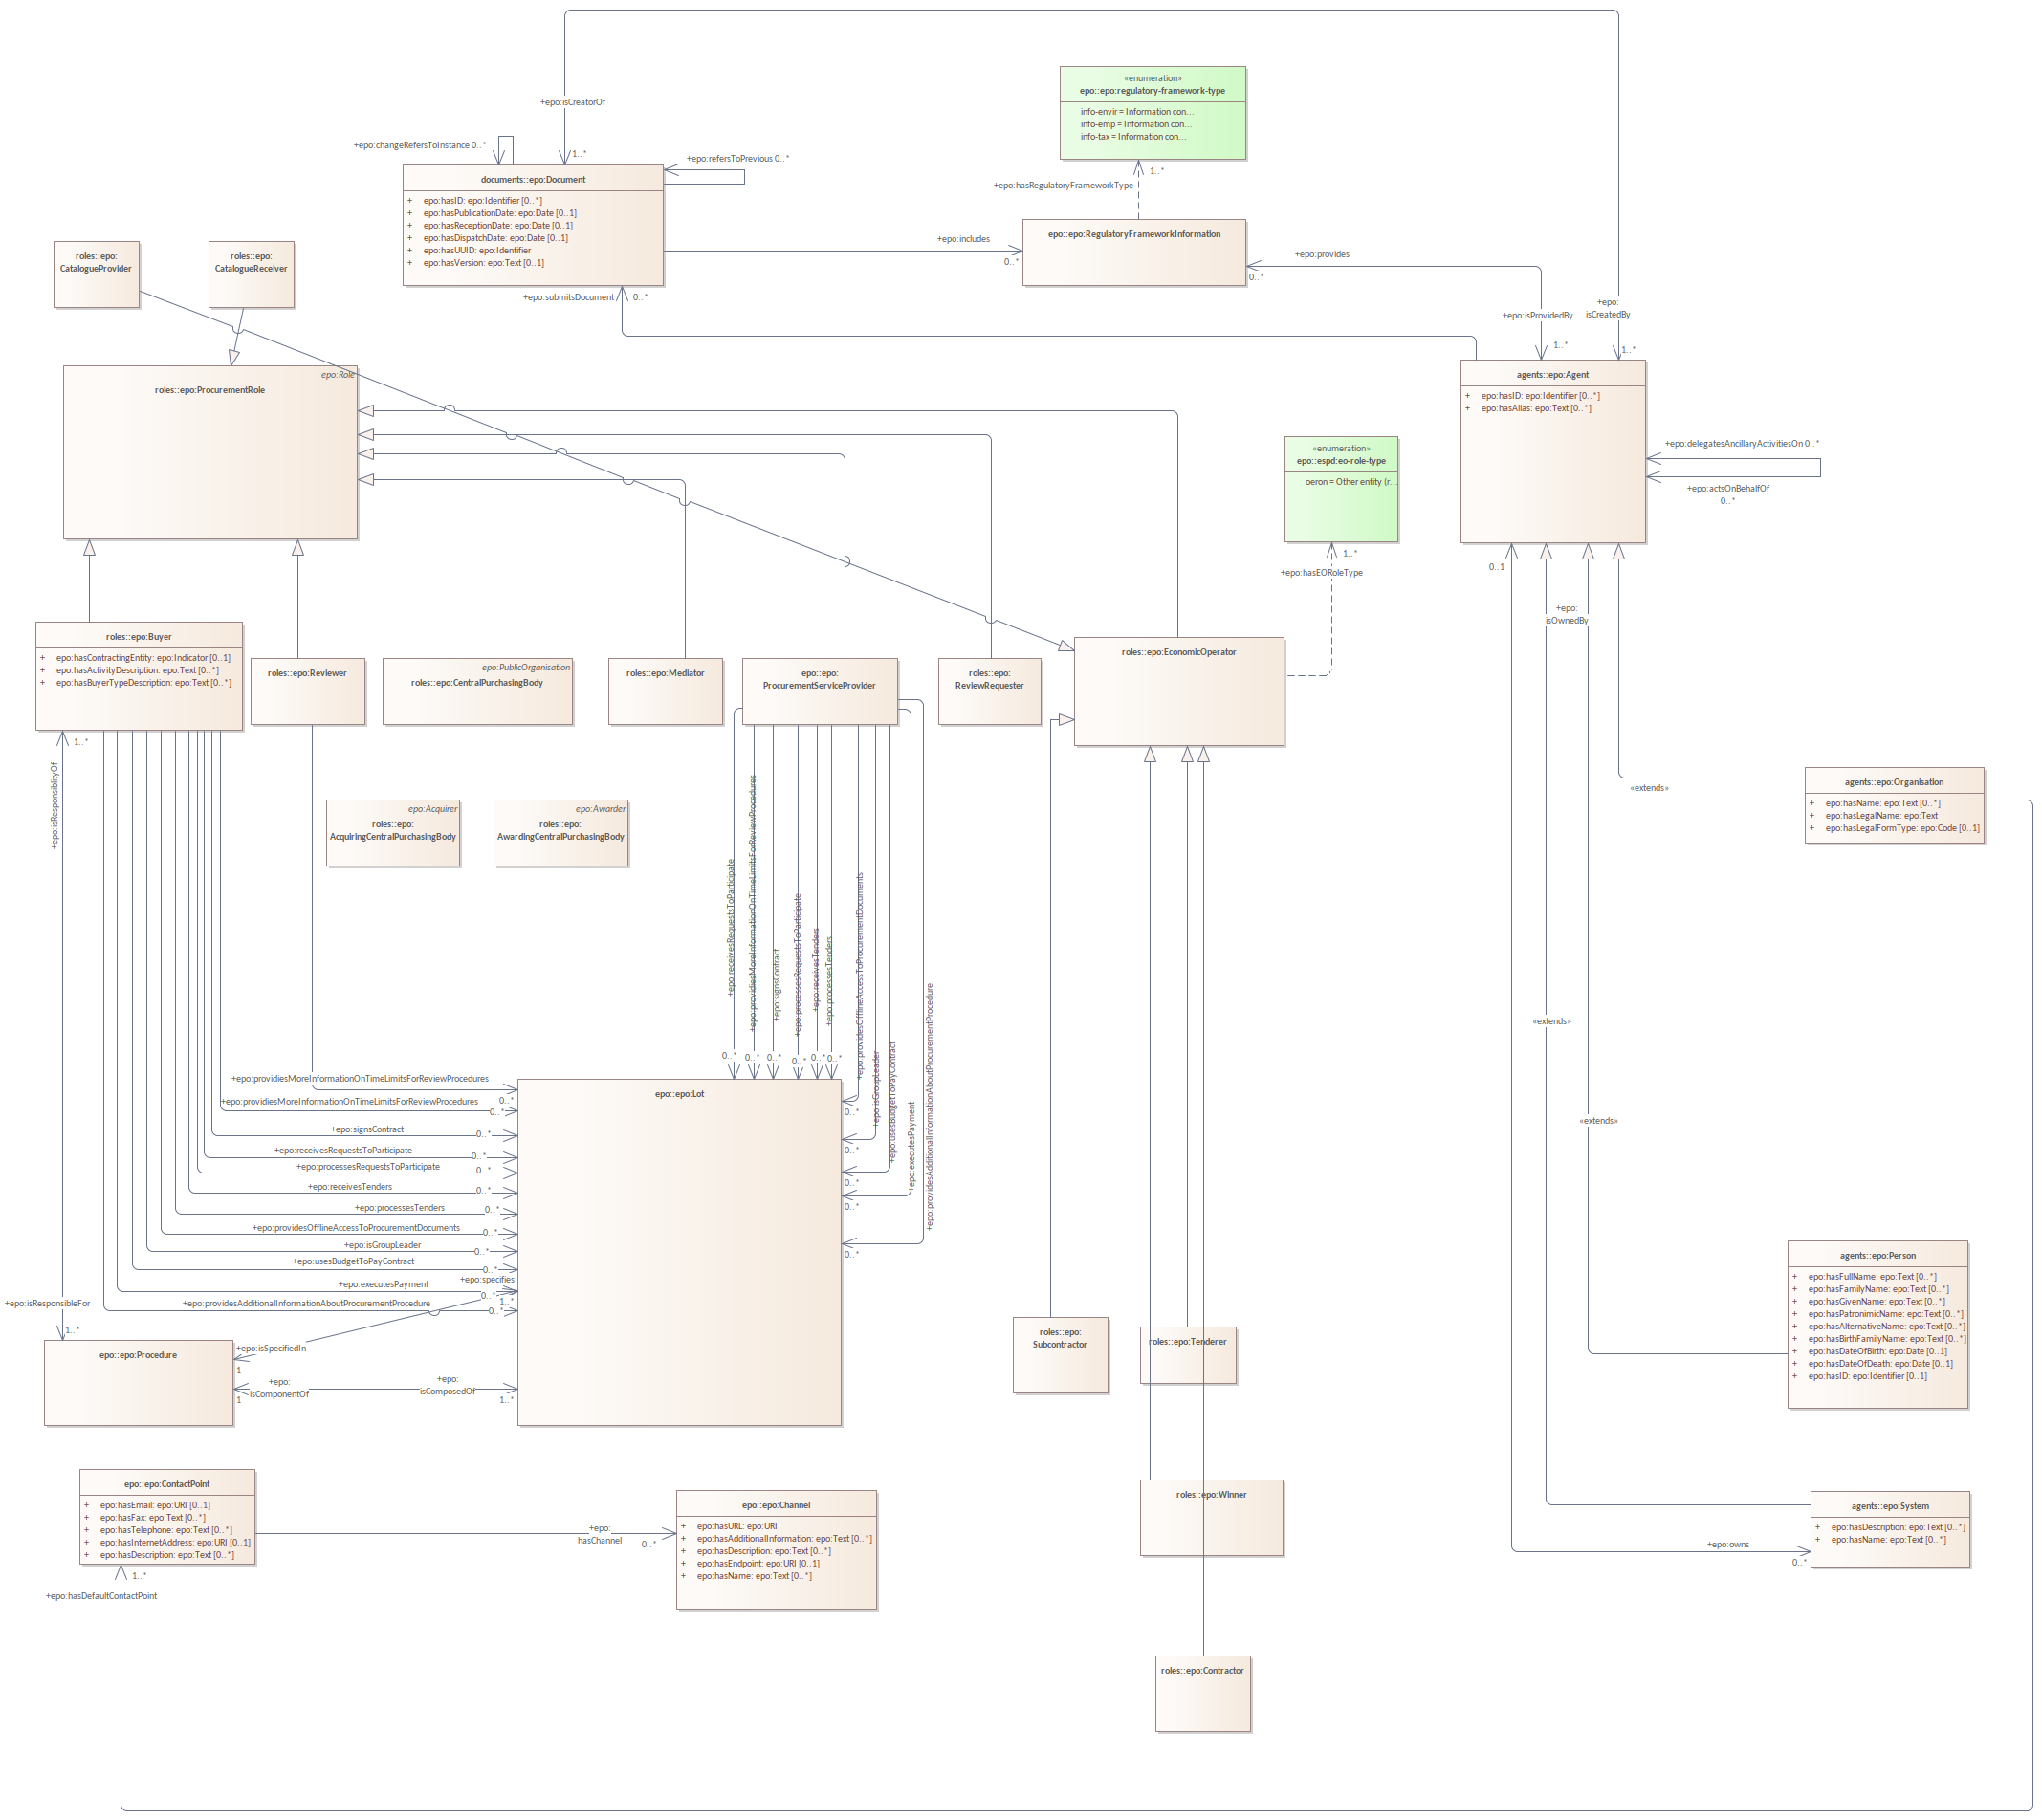 +epo:isCreatorOf
1..*
«enumeration»
epo::epo:regulatory-framework-type
info-envir = Information con...
info-emp = Information con...
info-tax = Information con...
1..*
+epo:hasRegulatoryFrameworkType
+epo:changeRefersToInstance 0..*
+epo:refersToPrevious 0..*
documents::epo:Document
+ epo:hasID: epo:Identifier [0..*]
+ epo:hasPublicationDate: epo:Date [0..1]
+ epo:hasReceptionDate: epo:Date [0..1]
+ epo:hasDispatchDate: epo:Date [0..1]
+ epo:hasUUID: epo:Identifier
+ epo:hasVersion: epo:Text [0..1]
+epo:includes
0..*
epo::epo:RegulatoryFrameworkInformation
+epo:provides
0..*
+epo:submitsDocument
0..*
+epo:isProvidedBy
1..*
+epo:
isCreatedBy
1..*
roles::epo:
CatalogueProvider
roles::epo:
CatalogueReceiver
epo:Role
roles::epo:ProcurementRole
agents::epo:Agent
+ epo:hasID: epo:Identifier [0..*]
+ epo:hasAlias: epo:Text [0..*]
+epo:delegatesAncillaryActivitiesOn 0..*
+epo:actsOnBehalfOf
0..*
«enumeration»
epo::espd:eo-role-type
oeron = Other entity (r...
1..*
+epo:hasEORoleType
0..1
+epo:
isOwnedBy
roles::epo:Buyer
+ epo:hasContractingEntity: epo:Indicator [0..1]
+ epo:hasActivityDescription: epo:Text [0..*]
+ epo:hasBuyerTypeDescription: epo:Text [0..*]
roles::epo:Reviewer
epo:PublicOrganisation
roles::epo:CentralPurchasingBody
roles::epo:Mediator
epo::epo:
ProcurementServiceProvider
roles::epo:
ReviewRequester
roles::epo:EconomicOperator
1..*
+epo:isResponsiblityOf
epo:Acquirer
roles::epo:
AcquiringCentralPurchasingBody
epo:Awarder
roles::epo:
AwardingCentralPurchasingBody
«extends»
agents::epo:Organisation
+ epo:hasName: epo:Text [0..*]
+ epo:hasLegalName: epo:Text
+ epo:hasLegalFormType: epo:Code [0..1]
+epo:receivesRequestsToParticipate
0..*
+epo:providiesMoreInformationOnTimeLimitsForReviewProcedures
0..*
+epo:signsContract
0..*
+epo:processesRequestsToParticipate
0..*
+epo:receivesTenders
0..*
+epo:processesTenders
0..*
+epo:providesOfflineAccessToProcurementDocuments
0..*
+epo:isGroupLeader
0..*
+epo:usesBudgetToPayContract
0..*
+epo:executesPayment
0..*
+epo:providesAdditionalInformationAboutProcurementProcedure
0..*
«extends»
«extends»
epo::epo:Lot
+epo:providiesMoreInformationOnTimeLimitsForReviewProcedures
0..*
+epo:providiesMoreInformationOnTimeLimitsForReviewProcedures
0..*
+epo:signsContract
0..*
+epo:receivesRequestsToParticipate
0..*
+epo:processesRequestsToParticipate
0..*
+epo:receivesTenders
0..*
+epo:processesTenders
0..*
+epo:providesOfflineAccessToProcurementDocuments
0..*
+epo:isGroupLeader
0..*
+epo:usesBudgetToPayContract
0..*
+epo:specifies
1..*
+epo:executesPayment
0..*
+epo:providesAdditionalInformationAboutProcurementProcedure
0..*
+epo:isResponsibleFor
1..*
epo::epo:Procedure
+epo:isSpecifiedIn
1
+epo:
isComponentOf
1
+epo:
isComposedOf
1..*
roles::epo:
Subcontractor
roles::epo:Tenderer
agents::epo:Person
+ epo:hasFullName: epo:Text [0..*]
+ epo:hasFamilyName: epo:Text [0..*]
+ epo:hasGivenName: epo:Text [0..*]
+ epo:hasPatronimicName: epo:Text [0..*]
+ epo:hasAlternativeName: epo:Text [0..*]
+ epo:hasBirthFamilyName: epo:Text [0..*]
+ epo:hasDateOfBirth: epo:Date [0..1]
+ epo:hasDateOfDeath: epo:Date [0..1]
+ epo:hasID: epo:Identifier [0..1]
epo::epo:ContactPoint
+ epo:hasEmail: epo:URI [0..1]
+ epo:hasFax: epo:Text [0..*]
+ epo:hasTelephone: epo:Text [0..*]
+ epo:hasInternetAddress: epo:URI [0..1]
+ epo:hasDescription: epo:Text [0..*]
+epo:
hasChannel
0..*
epo::epo:Channel
+ epo:hasURL: epo:URI
+ epo:hasAdditionalInformation: epo:Text [0..*]
+ epo:hasDescription: epo:Text [0..*]
+ epo:hasEndpoint: epo:URI [0..1]
+ epo:hasName: epo:Text [0..*]
roles::epo:Winner
agents::epo:System
+ epo:hasDescription: epo:Text [0..*]
+ epo:hasName: epo:Text [0..*]
+epo:owns
0..*
1..*
+epo:hasDefaultContactPoint
roles::epo:Contractor